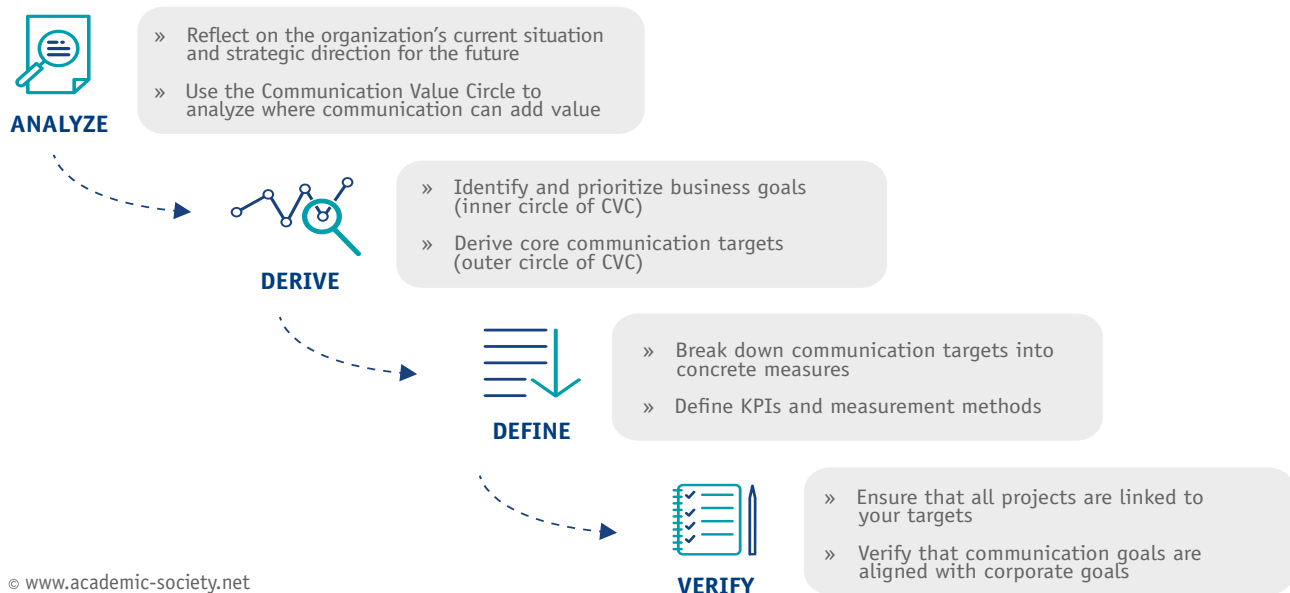 » Reflect on the organization's current situation
and strategic direction for the future
» Use the Communication Value Circle to
analyze where communication can add value
ANALYZE
» Identify and prioritize business goals
(inner circle of CVC)
» Derive core communication targets
(outer circle of CVC)
DERIVE
» Break down communication targets into
concrete measures
» Define KPIs and measurement methods
DEFINE
» Ensure that all projects are linked to
your targets
» Verify that communication goals are
aligned with corporate goals
VERIFY
© www.academic-society.net